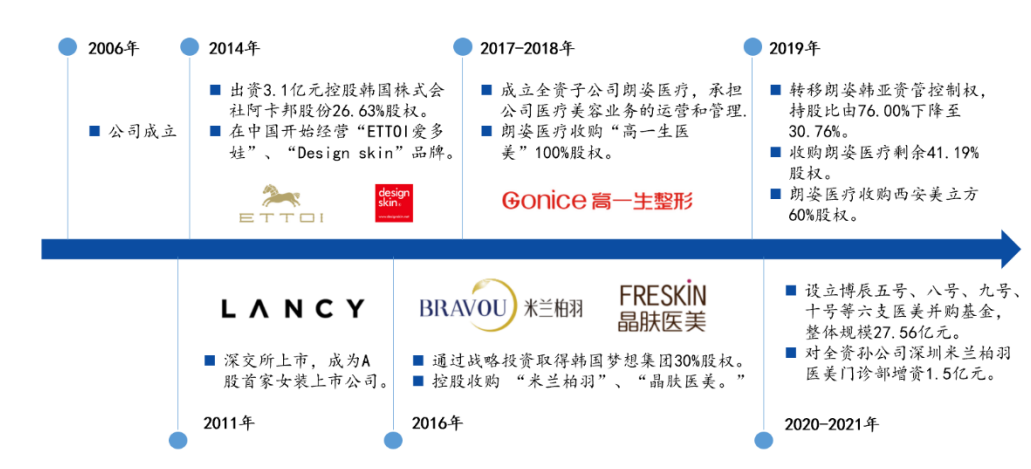 2006年
公司成立
2014年
出资3.1亿元控股韩国株式会
社阿卡邦股份26.63%股权。
在中国开始经营“ETTOI爱多
娃”、“Design skin”品牌。
ETTOI
design
skin.
2017-2018年
成立全资子公司朗姿医疗，承担
公司医疗美容业务的运营和管理.
朗姿医疗收购“高一生医
美”100%股权。
Gonice 高一生整形
2019年
转移朗姿韩亚资管控制权，
持股比由76.00%下降至
30.76%。
收购朗姿医疗剩余41.19%
股权。
朗姿医疗收购西安美立方
60%股权。
LANCY
深交所上市，成为A
股首家女装上市公司。
2011年
BRAVOU 米兰柏羽
FRESKIN
晶肤医美
通过战略投资取得韩国梦想集团30%股权。
控股收购 “米兰柏羽”、“晶肤医美。”
2016年
设立博辰五号、八号、九号、
十号等六支医美并购基金，
整体规模27.56亿元。
对全资孙公司深圳米兰柏羽
医美门诊部增资1.5亿元。
2020-2021年